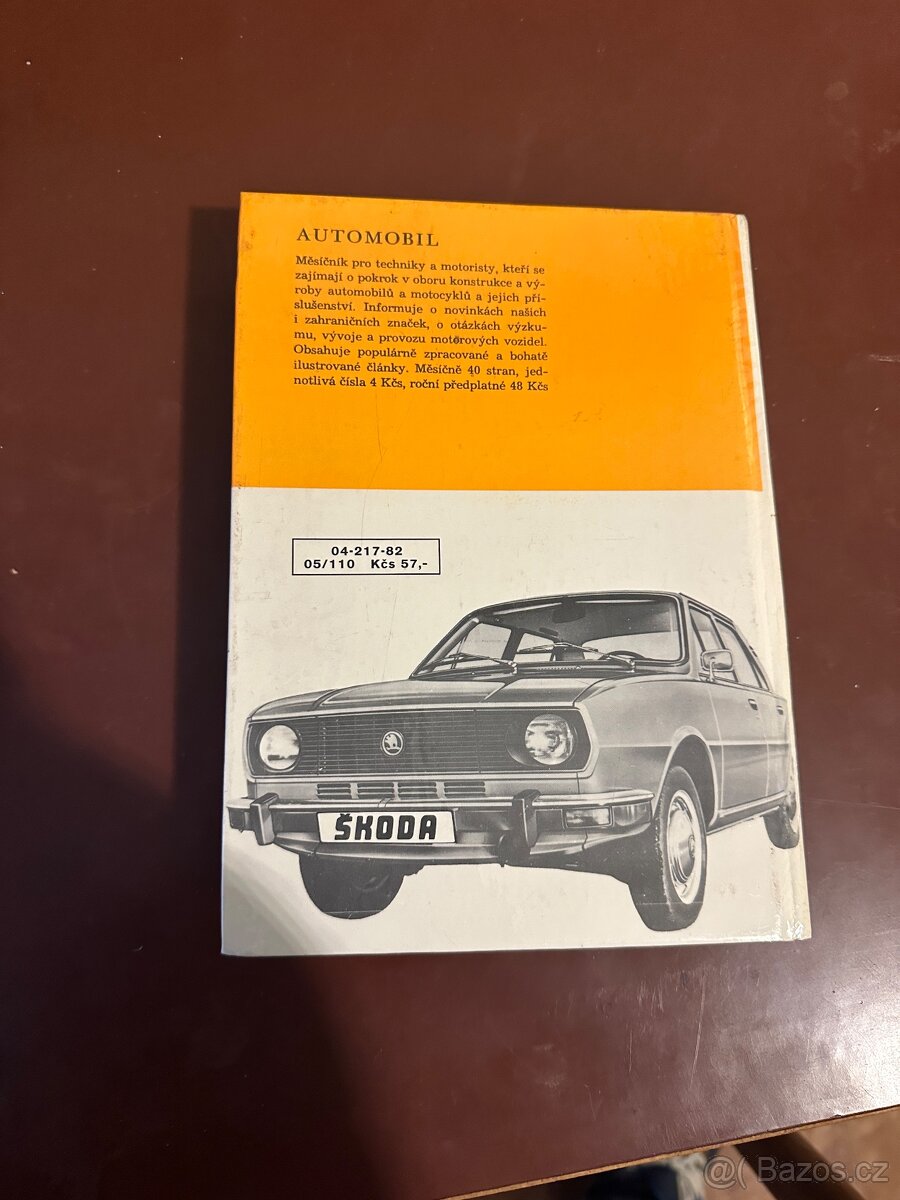 AUTOMOBIL
Měsíčník pro techniky a motoristy, kteří se
zajímají o pokrok v oboru konstrukce a vý-
roby automobilů a motocyklů a jejich pří-
slušenství. Informuje o novinkách našich
i zahraničních značek, o otázkách výzku-
mu, vývoje a provozu motorových vozidel.
Obsahuje populárně zpracované a bohatě
ilustrované články. Měsíčně 40 stran, jed-
notlivá čísla 4 Kčs, roční předplatné 48 Kčs
04-217-82
05/110 Kčs 57,-
ŠKODA
@( Bazos.cz